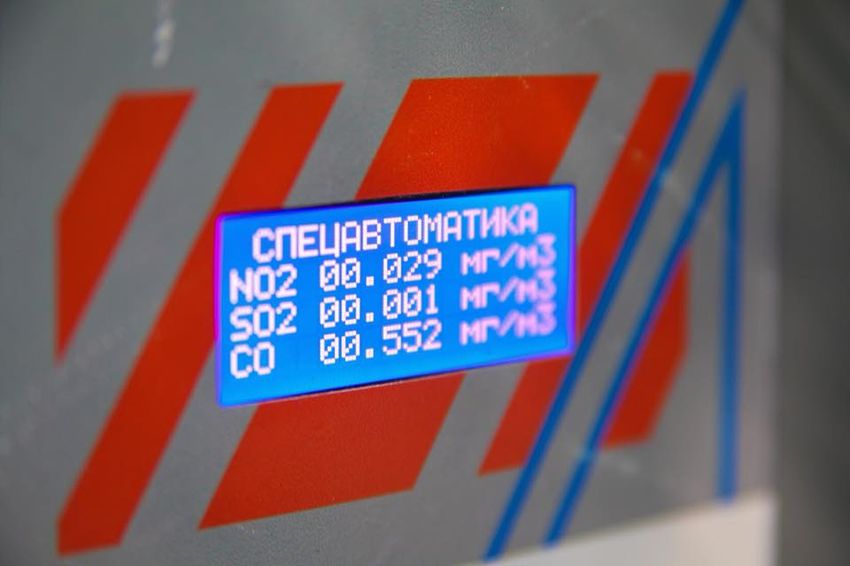 СПЕЦАВТОМАТИКА
NO2 00.029 мг/м3
SO2 00.001 мг/м3
CO 00.552 мг/м3